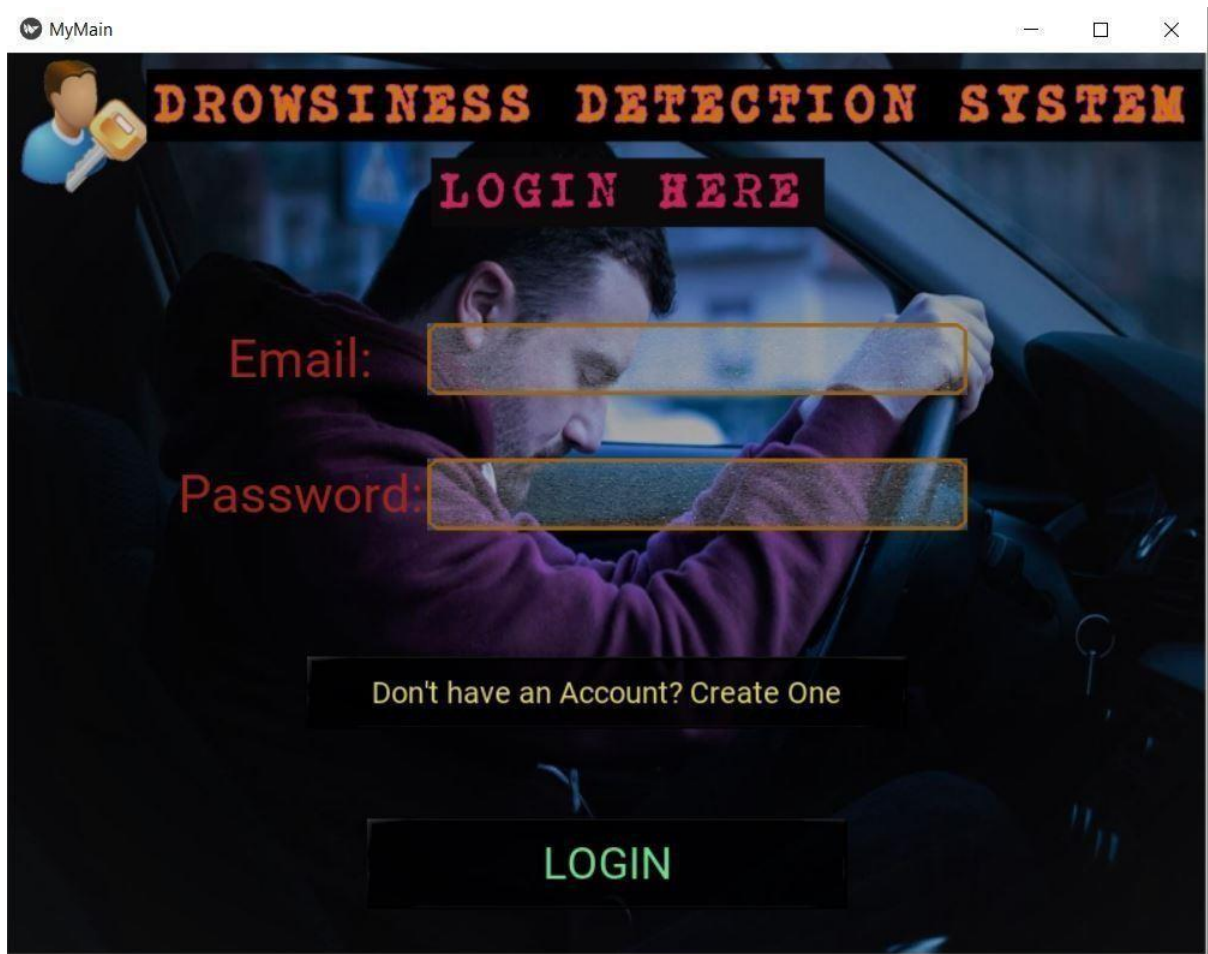 MyMain
DROWSINESS DETECTION SYSTEM
LOGIN HERE
Email:
Password:
Don't have an Account? Create One
LOGIN